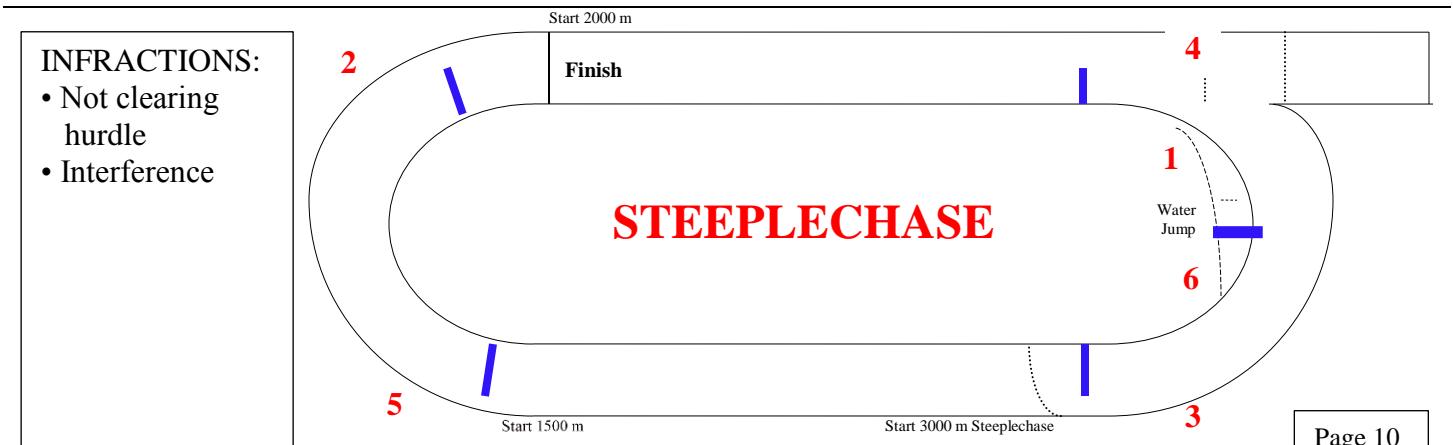 INFRACTIONS:
• Not clearing
hurdle
• Interference
Start 2000 m
2
4
Finish
1
STEEPLECHASE
Water
Jump
6
5
3
Start 1500 m
Start 3000 m Steeplechase
Page 10